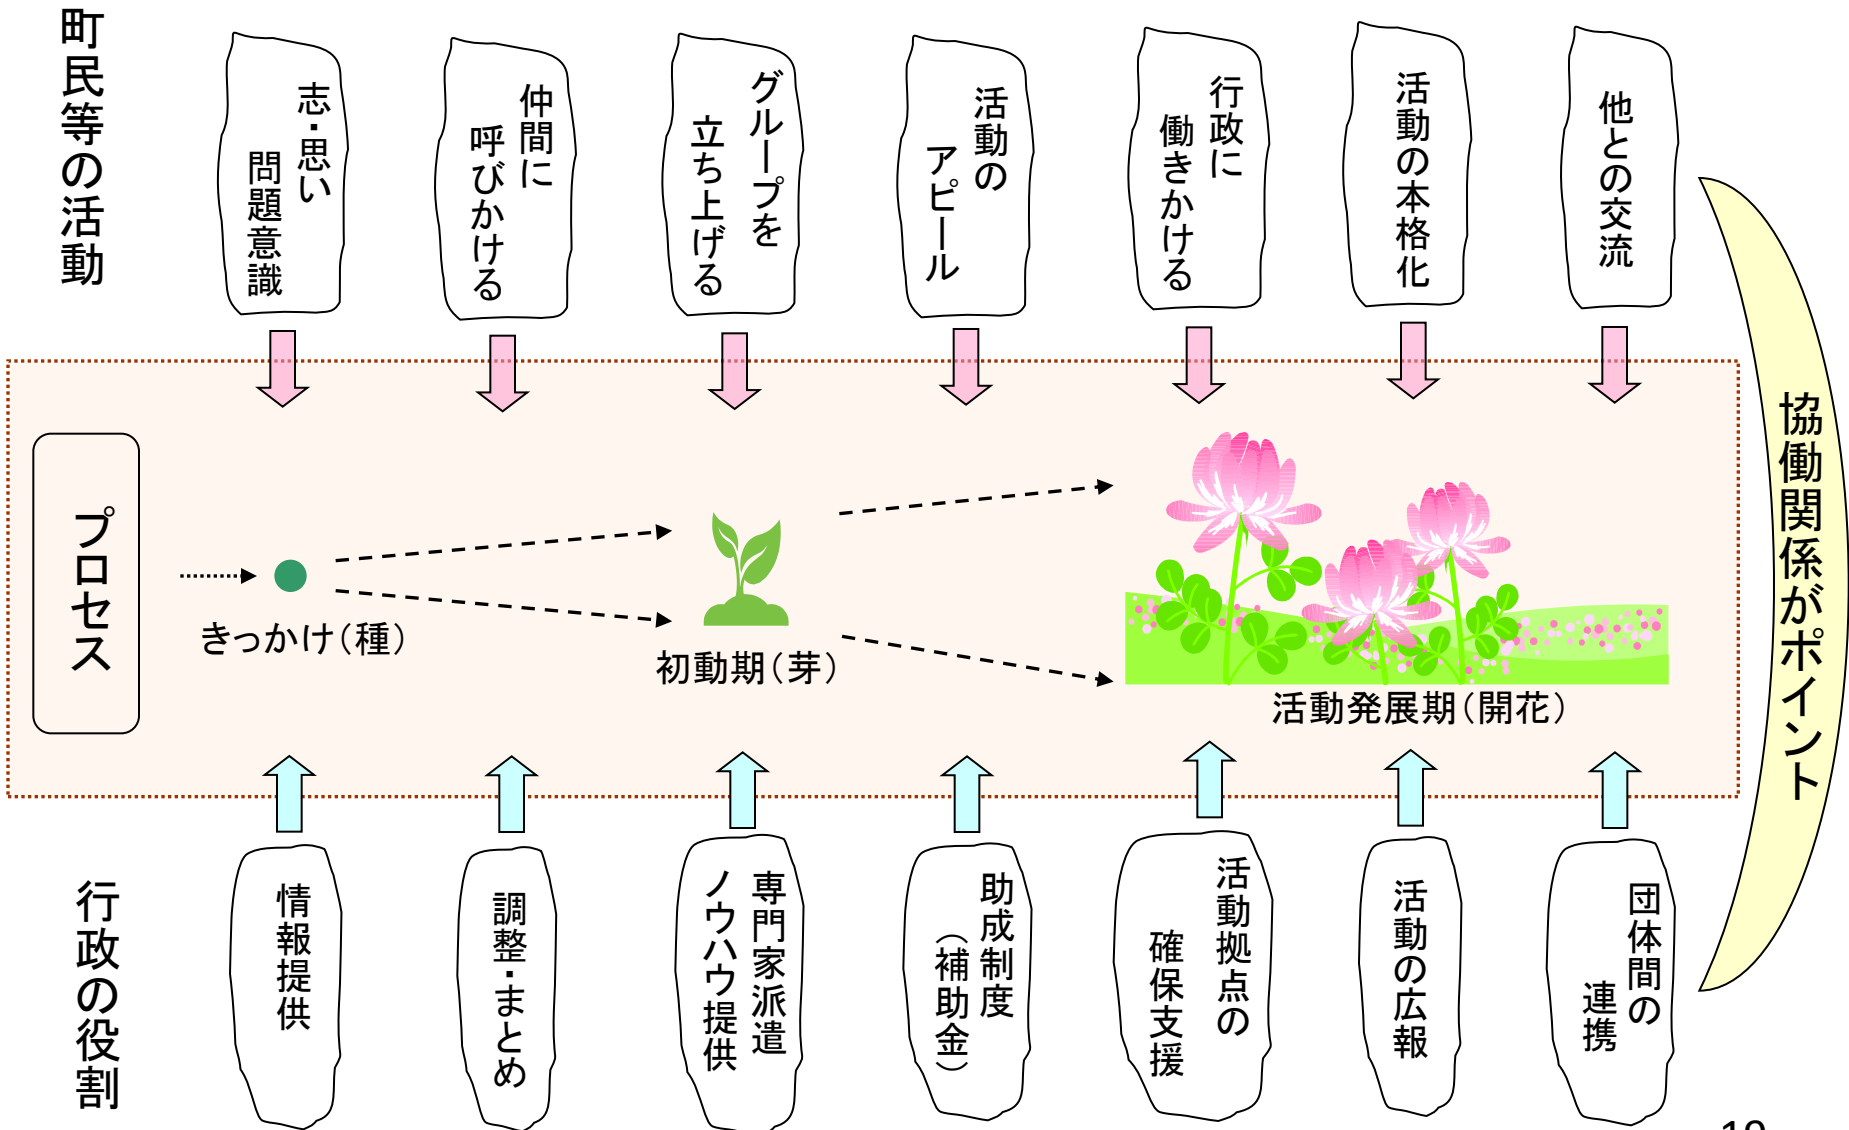 町民等の活動
志・思い
問題意識
仲間に
呼びかける
グループを
立ち上げる
活動の
アピール
行政に
働きかける
活動の本格化
他との交流
プロセス
きっかけ（種）
初動期（芽）
活動発展期（開花）
協働関係がポイント
行政の役割
情報提供
調整・まとめ
専門家派遣
ノウハウ提供
助成制度
（補助金）
活動拠点の
確保支援
活動の広報
団体間の
連携